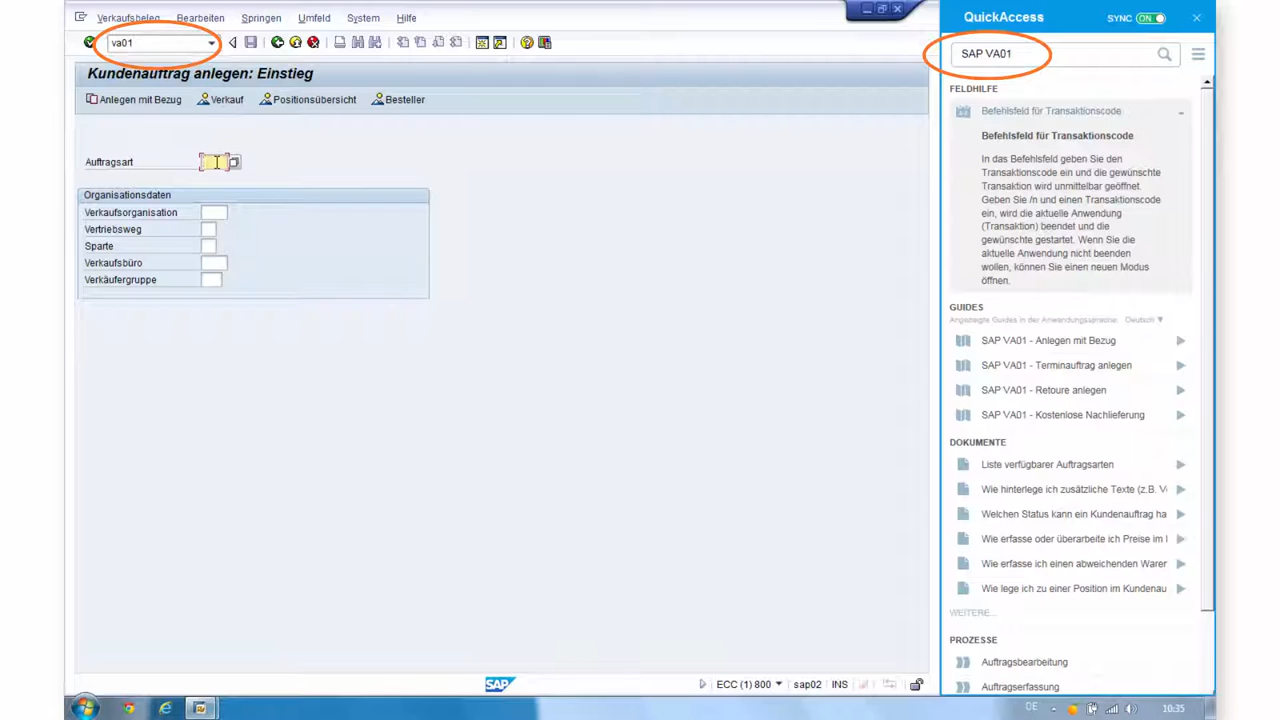 Verkaufsbeleg Bearbeiten Springen Umfeld System Hilfe
va01
Kundenauftrag anlegen: Einstieg
Anlegen mit Bezug Verkauf Positionsübersicht Besteller
Auftragsart
Organisationsdaten
Verkaufsorganisation
Vertriebsweg
Sparte
Verkaufsbüro
Verkäufergruppe
SAP
ECC (1) 800 sap02 INS
QuickAccess SYNC ON
SAP VA01
FELDHILFE
Befehlsfeld für Transaktionscode
Befehlsfeld für Transaktionscode
In das Befehlsfeld geben Sie den
Transaktionscode ein und die gewünschte
Transaktion wird unmittelbar geöffnet.
Geben Sie /n und einen Transaktionscode
ein, wird die aktuelle Anwendung
(Transaktion) beendet und die
gewünschte gestartet. Wenn Sie die
aktuelle Anwendung nicht beenden
wollen, können Sie einen neuen Modus
öffnen.
GUIDES
Angezeigte Guides in der Anwendungssprache: Deutsch
SAP VA01 - Anlegen mit Bezug
SAP VA01 - Terminauftrag anlegen
SAP VA01 - Retoure anlegen
SAP VA01 - Kostenlose Nachlieferung
DOKUMENTE
Liste verfügbarer Auftragsarten
Wie hinterlege ich zusätzliche Texte (z.B. V
Welchen Status kann ein Kundenauftrag ha
Wie erfasse oder überarbeite ich Preise im
Wie erfasse ich einen abweichenden Waren
Wie lege ich zu einer Position im Kundenau
WEITERE...
PROZESSE
Auftragsbearbeitung
Auftragserfassung
DE 10:35